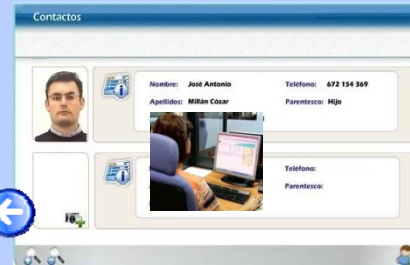 Contactos
Nombre: José Antonio Teléfono: 672 154 369
Apellidos: Millán Cózar Parentesco: Hijo
Teléfono:
Parentesco: